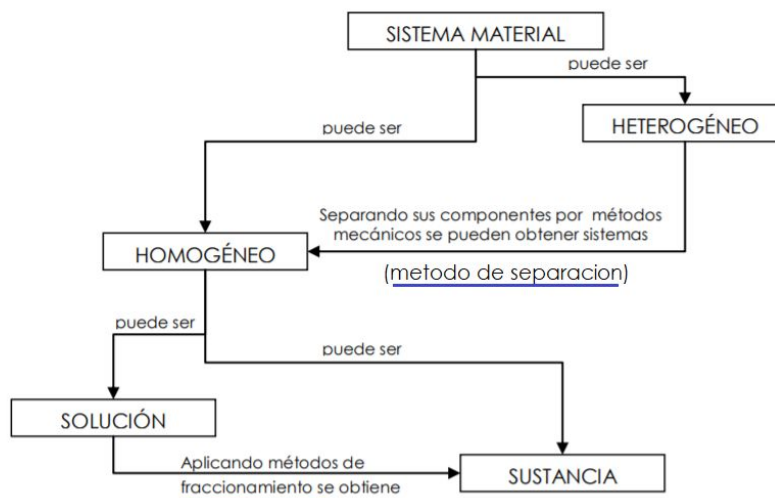 SISTEMA MATERIAL
puede ser
puede ser
HETEROGÉNEO
Separando sus componentes por métodos
mecánicos se pueden obtener sistemas
HOMOGÉNEO
(metodo de separacion)
puede ser
puede ser
SOLUCIÓN
Aplicando métodos de
fraccionamiento se obtiene
SUSTANCIA